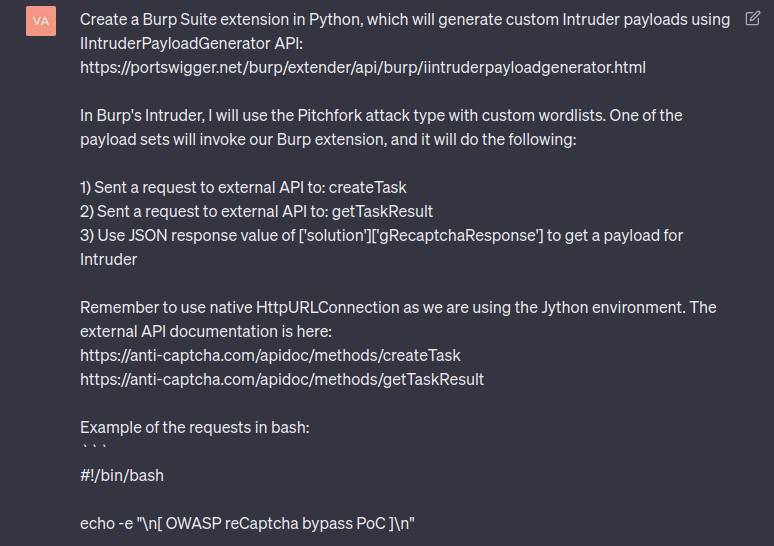 VA
Create a Burp Suite extension in Python, which will generate custom Intruder payloads using
IIntruderPayloadGenerator API:
https://portswigger.net/burp/extender/api/burp/iintruderpayloadgenerator.html
In Burp's Intruder, I will use the Pitchfork attack type with custom wordlists. One of the
payload sets will invoke our Burp extension, and it will do the following:
1) Sent a request to external API to: createTask
2) Sent a request to external API to: getTaskResult
3) Use JSON response value of ['solution']['gRecaptchaResponse'] to get a payload for
Intruder
Remember to use native HttpURLConnection as we are using the Jython environment. The
external API documentation is here:
https://anti-captcha.com/apidoc/methods/createTask
https://anti-captcha.com/apidoc/methods/getTaskResult
Example of the requests in bash:
` ` `
#!/bin/bash
echo -e "\n[ OWASP reCaptcha bypass PoC ]\n"